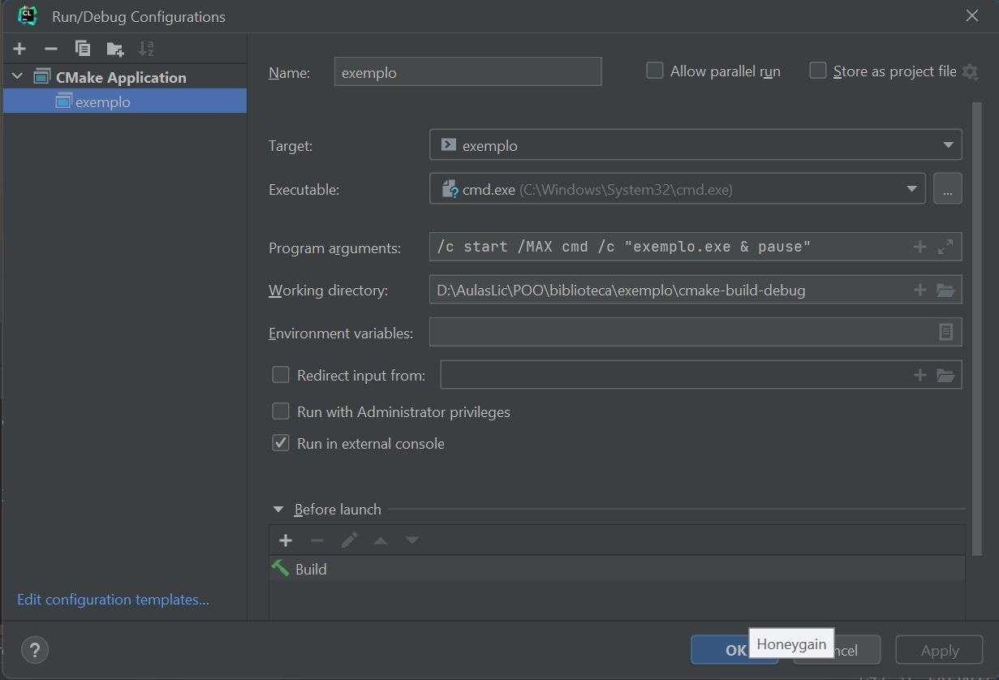 CL
Run/Debug Configurations
CMake Application
exemplo
Name: exemplo
Allow parallel run
Store as project file
Target: exemplo
Executable: cmd.exe (C:\Windows\System32\cmd.exe)
...
Program arguments: /c start /MAX cmd /c "exemplo.exe & pause"
Working directory: D:\AulasLic\POO\biblioteca\exemplo\cmake-build-debug
Environment variables:
Redirect input from:
Run with Administrator privileges
Run in external console
Before launch
Build
Edit configuration templates...
?
OK
Honeygain
ncel
Apply